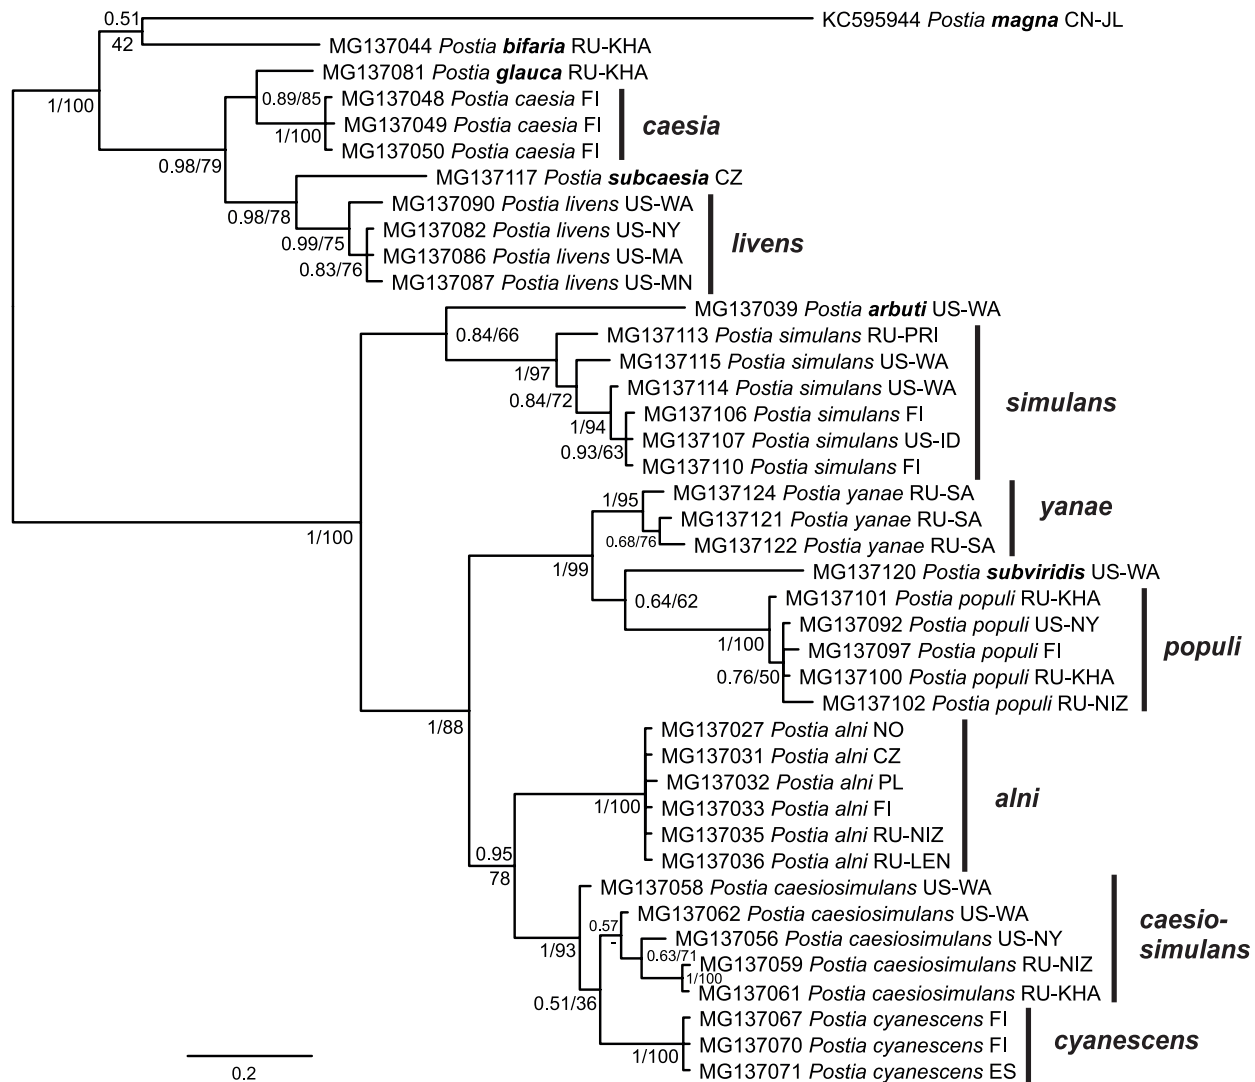 0.51
42
KC595944 Postia magna CN-JL
MG137044 Postia bifaria RU-KHA
1/100
MG137081 Postia glauca RU-KHA
0.89/85
MG137048 Postia caesia FI
MG137049 Postia caesia FI
1/100
MG137050 Postia caesia FI
caesia
0.98/79
MG137117 Postia subcaesia CZ
0.98/78
MG137090 Postia livens US-WA
0.99/75
MG137082 Postia livens US-NY
MG137086 Postia livens US-MA
0.83/76
MG137087 Postia livens US-MN
livens
MG137039 Postia arbuti US-WA
0.84/66
MG137113 Postia simulans RU-PRI
1/97
MG137115 Postia simulans US-WA
0.84/72
MG137114 Postia simulans US-WA
1/94
MG137106 Postia simulans FI
0.93/63
MG137107 Postia simulans US-ID
MG137110 Postia simulans FI
simulans
1/100
1/95
MG137124 Postia yanae RU-SA
MG137121 Postia yanae RU-SA
0.68/76
MG137122 Postia yanae RU-SA
yanae
1/99
MG137120 Postia subviridis US-WA
0.64/62
MG137101 Postia populi RU-KHA
MG137092 Postia populi US-NY
1/100
MG137097 Postia populi FI
0.76/50
MG137100 Postia populi RU-KHA
MG137102 Postia populi RU-NIZ
populi
1/88
MG137027 Postia alni NO
MG137031 Postia alni CZ
MG137032 Postia alni PL
1/100
MG137033 Postia alni FI
MG137035 Postia alni RU-NIZ
MG137036 Postia alni RU-LEN
alni
0.95
78
MG137058 Postia caesiosimulans US-WA
MG137062 Postia caesiosimulans US-WA
0.57
-
MG137056 Postia caesiosimulans US-NY
1/93
0.63/71
MG137059 Postia caesiosimulans RU-NIZ
1/100
MG137061 Postia caesiosimulans RU-KHA
caesio-
simulans
0.51/36
MG137067 Postia cyanescens FI
MG137070 Postia cyanescens FI
1/100
MG137071 Postia cyanescens ES
cyanescens
0.2